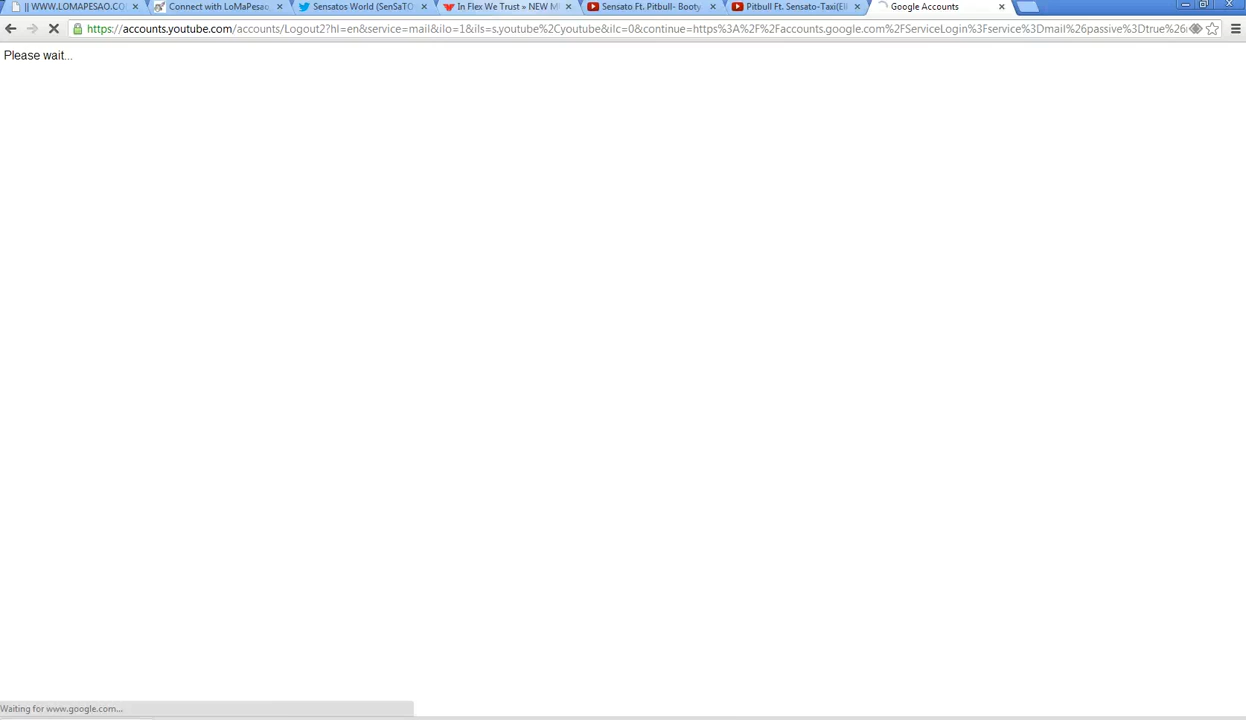 || WWW.LOMAPESAO.CO
Connect with LoMaPesao
Sensatos World (SenSaTO
In Flex We Trust » NEW M
Sensato Ft. Pitbull- Booty
Pitbull Ft. Sensato-Taxi(El
Google Accounts
https://accounts.youtube.com/accounts/Logout2?hl=en&service=mail&ilo=1&ils=s.youtube%2Cyoutube&ilc=0&continue=https%3A%2F%2Faccounts.google.com%2FServiceLogin%3Fservice%3Dmail%26passive%3Dtrue%26
Please wait...
Waiting for www.google.com...